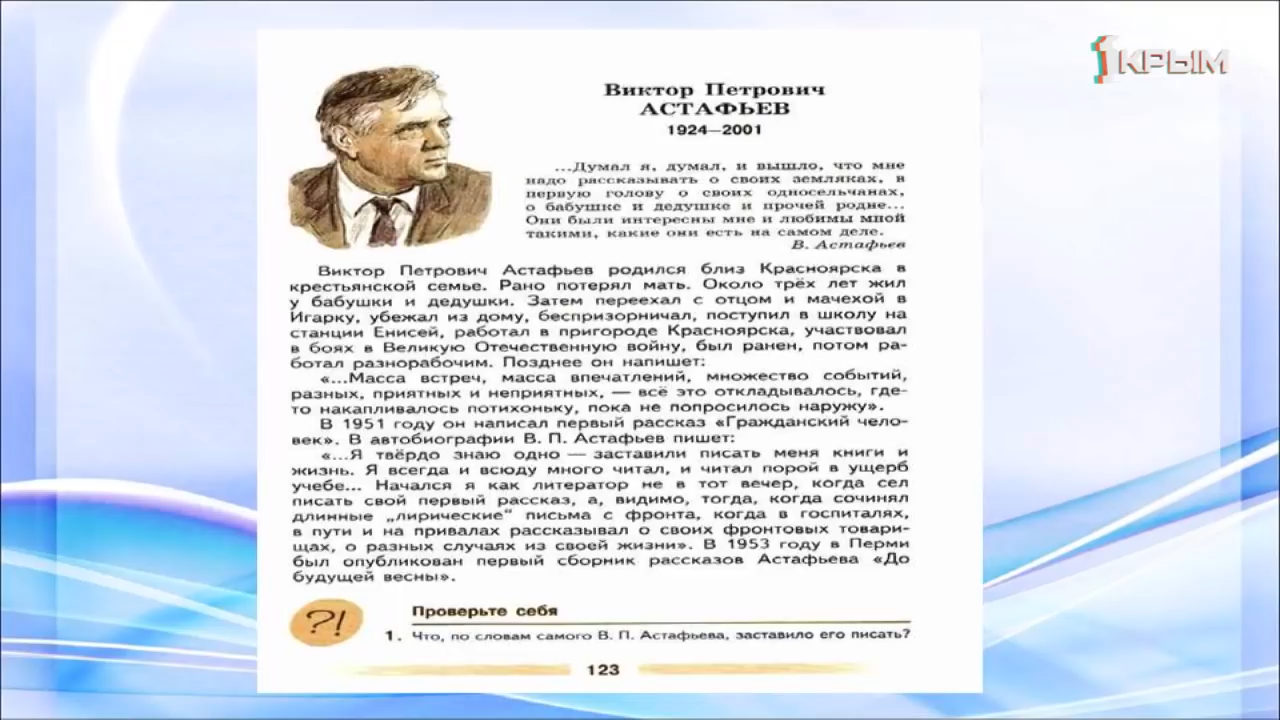 1КРЫМ
Виктор Петрович
АСТАФЬЕВ
1924—2001
...Думал я, думал, и вышло, что мне
надо рассказывать о своих земляках, в
первую голову о своих односельчанах,
о бабушке и дедушке и прочей родне...
Они были интересны мне и любимы мной
такими, какие они есть на самом деле.
В. Астафьев
Виктор Петрович Астафьев родился близ Красноярска в
крестьянской семье. Рано потерял мать. Около трёх лет жил
у бабушки и дедушки. Затем переехал с отцом и мачехой в
Игарку, убежал из дому, беспризорничал, поступил в школу на
станции Енисей, работал в пригороде Красноярска, участвовал
в боях в Великую Отечественную войну, был ранен, потом ра-
ботал разнорабочим. Позднее он напишет:
«...Масса встреч, масса впечатлений, множество событий,
разных, приятных и неприятных, — всё это откладывалось, где-
то накапливалось потихоньку, пока не попросилось наружу».
В 1951 году он написал первый рассказ «Гражданский чело-
век». В автобиографии В. П. Астафьев пишет:
«...Я твёрдо знаю одно — заставили писать меня книги и
жизнь. Я всегда и всюду много читал, и читал порой в ущерб
учебе... Начался я как литератор не в тот вечер, когда сел
писать свой первый рассказ, а, видимо, тогда, когда сочинял
длинные „лирические“ письма с фронта, когда в госпиталях,
в пути и на привалах рассказывал о своих фронтовых товари-
щах, о разных случаях из своей жизни». В 1953 году в Перми
был опубликован первый сборник рассказов Астафьева «До
будущей весны».
?!
Проверьте себя
1. Что, по словам самого В. П. Астафьева, заставило его писать?
123